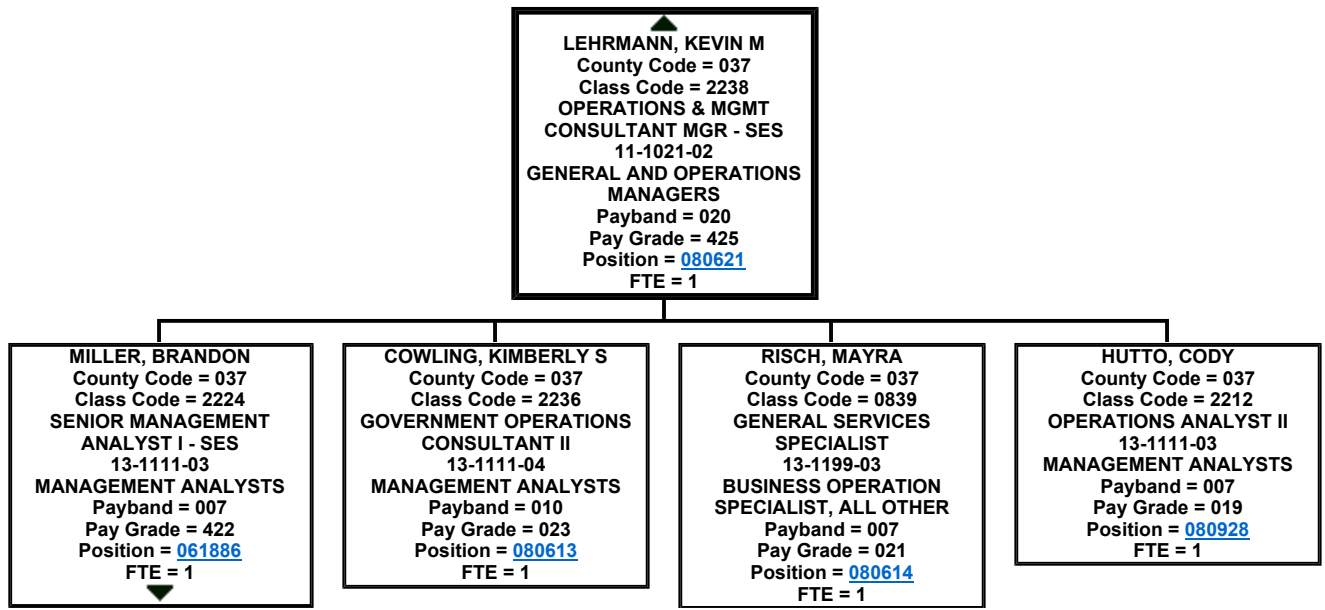 LEHRMANN, KEVIN M
County Code = 037
Class Code = 2238
OPERATIONS & MGMT
CONSULTANT MGR - SES
11-1021-02
GENERAL AND OPERATIONS
MANAGERS
Payband = 020
Pay Grade = 425
Position = 080621
FTE = 1
MILLER, BRANDON
County Code = 037
Class Code = 2224
SENIOR MANAGEMENT
ANALYST I - SES
13-1111-03
MANAGEMENT ANALYSTS
Payband = 007
Pay Grade = 422
Position = 061886
FTE = 1
COWLING, KIMBERLY S
County Code = 037
Class Code = 2236
GOVERNMENT OPERATIONS
CONSULTANT II
13-1111-04
MANAGEMENT ANALYSTS
Payband = 010
Pay Grade = 023
Position = 080613
FTE = 1
RISCH, MAYRA
County Code = 037
Class Code = 0839
GENERAL SERVICES
SPECIALIST
13-1199-03
BUSINESS OPERATION
SPECIALIST, ALL OTHER
Payband = 007
Pay Grade = 021
Position = 080614
FTE = 1
HUTTO, CODY
County Code = 037
Class Code = 2212
OPERATIONS ANALYST II
13-1111-03
MANAGEMENT ANALYSTS
Payband = 007
Pay Grade = 019
Position = 080928
FTE = 1